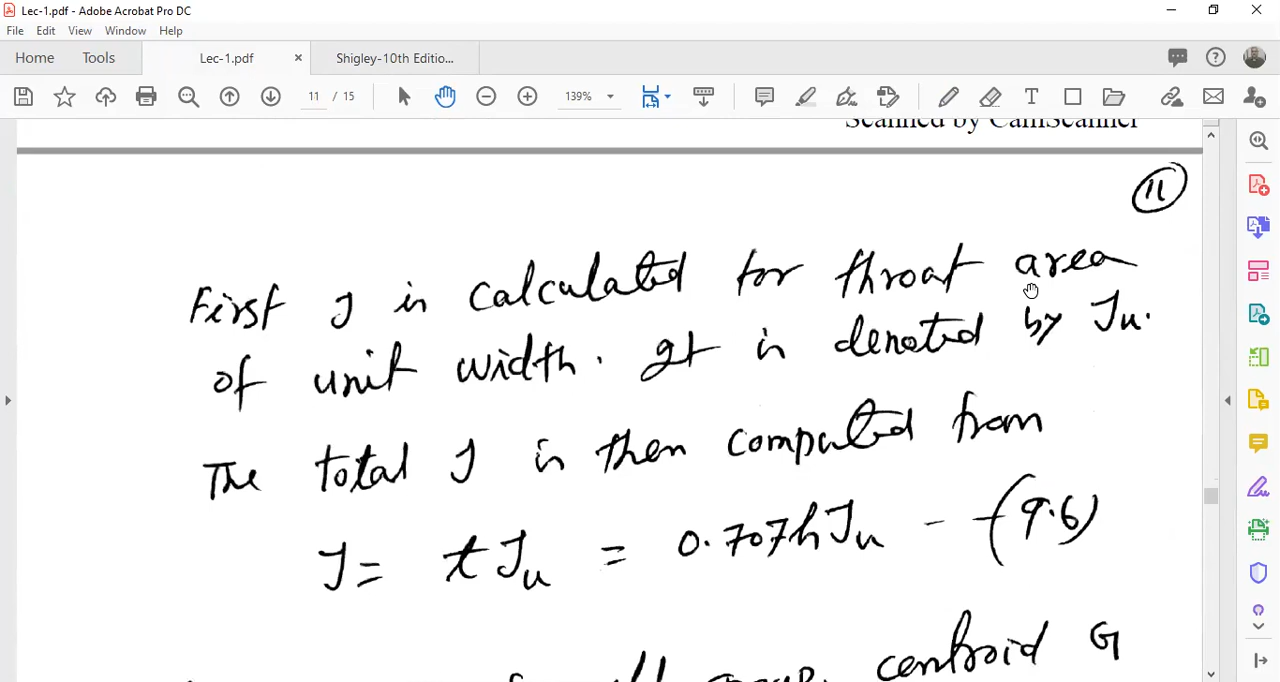 Lec-1.pdf - Adobe Acrobat Pro DC
File Edit View Window Help
Home Tools Lec-1.pdf × Shigley-10th Editio...
11 / 15 139%
Scanned by CamScanner
11
First J is calculated for throat area
of unit width. It is denoted by Ju.
The total J is then computed from
J = t Ju = 0.707h Ju - - (9.6)
group, centroid G